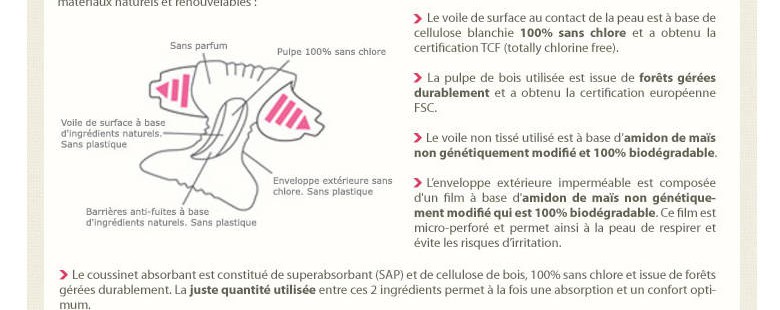 matériaux naturels et renouvelables :
Sans parfum
Pulpe 100% sans chlore
Voile de surface à base
d'ingrédients naturels.
Sans plastique
Enveloppe extérieure sans
chlore. Sans plastique
Barrières anti-fuites à base
d'ingrédients naturels. Sans plastique
Le voile de surface au contact de la peau est à base de
cellulose blanchie 100% sans chlore et a obtenu la
certification TCF (totally chlorine free).
La pulpe de bois utilisée est issue de forêts gérées
durablement et a obtenu la certification européenne
FSC.
Le voile non tissé utilisé est à base d'amidon de maïs
non génétiquement modifié et 100% biodégradable.
L'enveloppe extérieure imperméable est composée
d'un film à base d'amidon de maïs non génétique-
ment modifié qui est 100% biodégradable. Ce film est
micro-perforé et permet ainsi à la peau de respirer et
évite les risques d'irritation.
Le coussinet absorbant est constitué de superabsorbant (SAP) et de cellulose de bois, 100% sans chlore et issue de forêts
gérées durablement. La juste quantité utilisée entre ces 2 ingrédients permet à la fois une absorption et un confort opti-
mum.